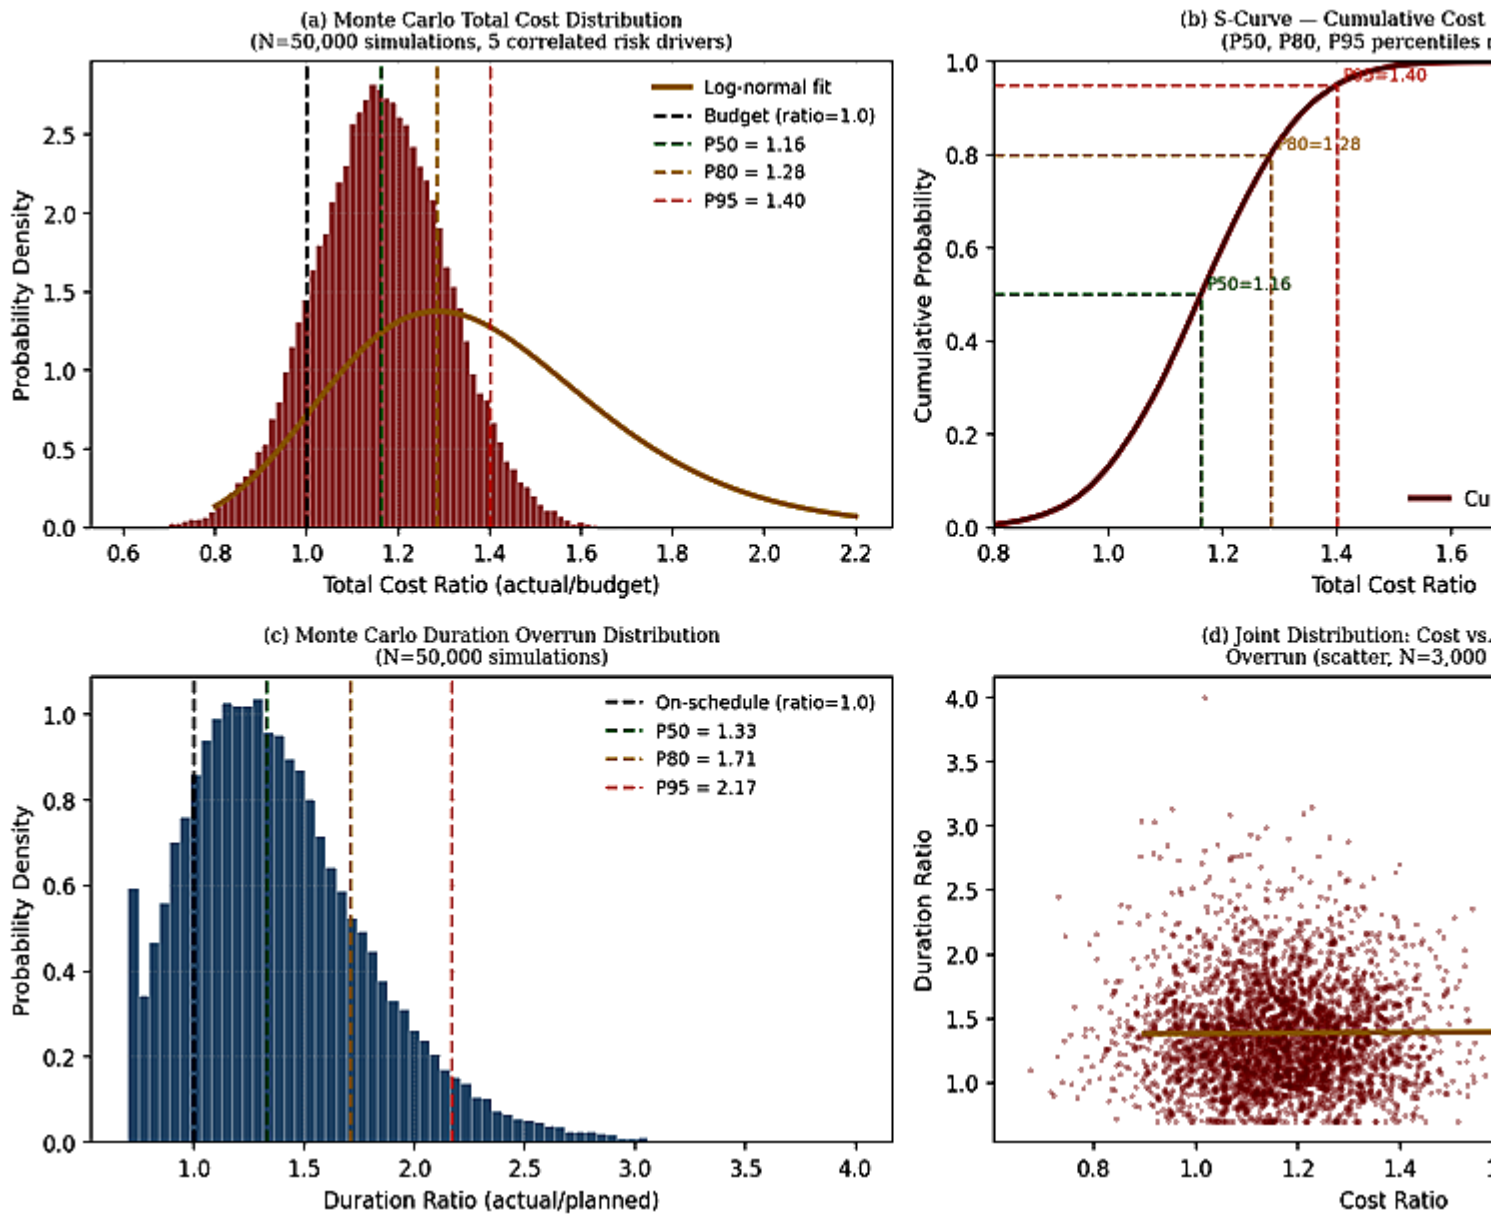 (a) Monte Carlo Total Cost Distribution
(N=50,000 simulations, 5 correlated risk drivers)
Probability Density
2.5
2.0
1.5
1.0
0.5
0.0
0.6 0.8 1.0 1.2 1.4 1.6 1.8 2.0 2.2
Total Cost Ratio (actual/budget)
Log-normal fit
Budget (ratio=1.0)
P50 = 1.16
P80 = 1.28
P95 = 1.40
(b) S-Curve — Cumulative Cost
(P50, P80, P95 percentiles
Cumulative Probability
1.0
0.8
0.6
0.4
0.2
0.0
P95=1.40
P80=1.28
P50=1.16
Cu
0.8 1.0 1.2 1.4 1.6
Total Cost Ratio
(c) Monte Carlo Duration Overrun Distribution
(N=50,000 simulations)
Probability Density
1.0
0.8
0.6
0.4
0.2
0.0
On-schedule (ratio=1.0)
P50 = 1.33
P80 = 1.71
P95 = 2.17
1.0 1.5 2.0 2.5 3.0 3.5 4.0
Duration Ratio (actual/planned)
(d) Joint Distribution: Cost vs.
Overrun (scatter, N=3,000
Duration Ratio
4.0
3.5
3.0
2.5
2.0
1.5
1.0
0.8 1.0 1.2 1.4
Cost Ratio